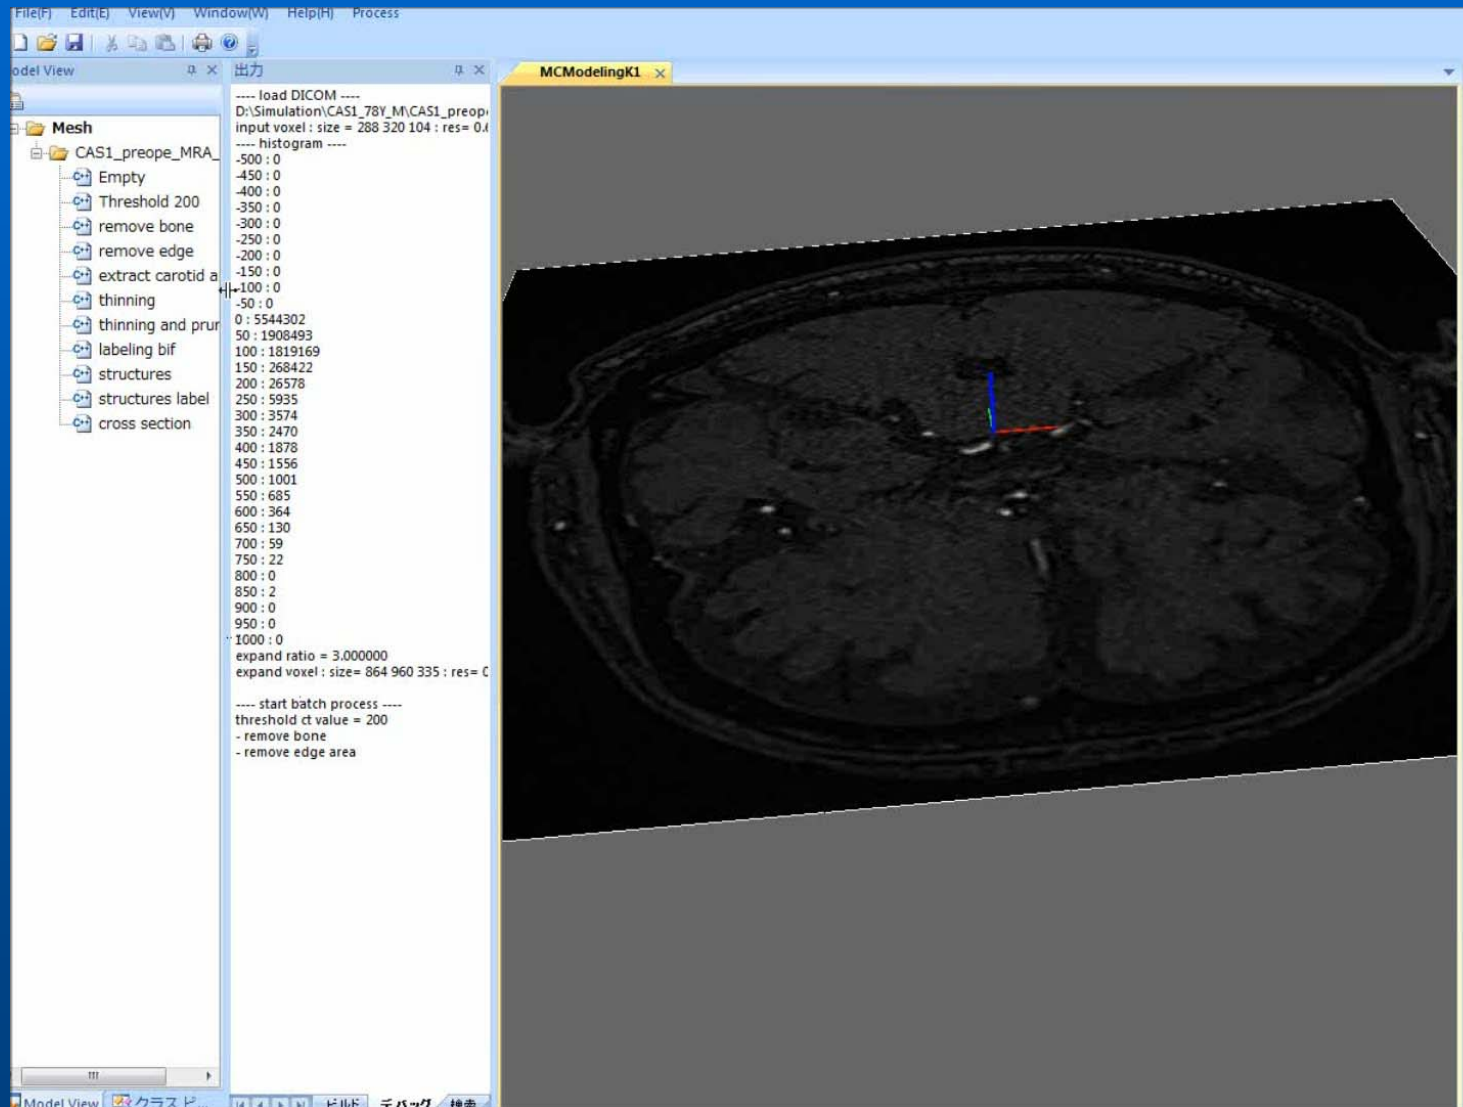 File(F) Edit(E) View(V) Window(W) Help(H) Process
odel View
出力
MCModelingK1
Mesh
CAS1_preope_MRA_
Empty
Threshold 200
remove bone
remove edge
extract carotid a
thinning
thinning and prur
labeling bif
structures
structures label
cross section
---- load DICOM ----
D:\Simulation\CAS1_78Y_M\CAS1_preop
input voxel : size = 288 320 104 : res= 0.
---- histogram ----
-500 : 0
-450 : 0
-400 : 0
-350 : 0
-300 : 0
-250 : 0
-200 : 0
-150 : 0
-100 : 0
-50 : 0
0 : 5544302
50 : 1908493
100 : 1819169
150 : 268422
200 : 26578
250 : 5935
300 : 3574
350 : 2470
400 : 1878
450 : 1556
500 : 1001
550 : 685
600 : 364
650 : 130
700 : 59
750 : 22
800 : 0
850 : 2
900 : 0
950 : 0
1000 : 0
expand ratio = 3.000000
expand voxel : size= 864 960 335 : res=
---- start batch process ----
threshold ct value = 200
- remove bone
- remove edge area
Model View クラス ビ...
ビルド デバッグ 検索